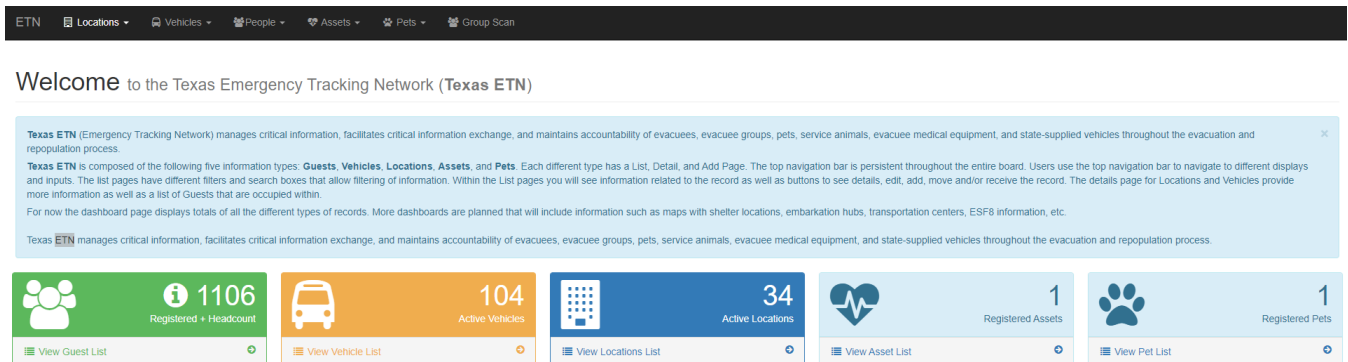 ETN Locations Vehicles People Assets Pets Group Scan
Welcome to the Texas Emergency Tracking Network (Texas ETN)
Texas ETN (Emergency Tracking Network) manages critical information, facilitates critical information exchange, and maintains accountability of evacuees, evacuee groups, pets, service animals, evacuee medical equipment, and state-supplied vehicles throughout the evacuation and
repopulation process.
Texas ETN is composed of the following five information types: Guests, Vehicles, Locations, Assets, and Pets. Each different type has a List, Detail, and Add Page. The top navigation bar is persistent throughout the entire board. Users use the top navigation bar to navigate to different displays
and inputs. The list pages have different filters and search boxes that allow filtering of information. Within the List pages you will see information related to the record as well as buttons to see details, edit, add, move and/or receive the record. The details page for Locations and Vehicles provide
more information as well as a list of Guests that are occupied within.
For now the dashboard page displays totals of all the different types of records. More dashboards are planned that will include information such as maps with shelter locations, embarkation hubs, transportation centers, ESF8 information, etc.
Texas ETN manages critical information, facilitates critical information exchange, and maintains accountability of evacuees, evacuee groups, pets, service animals, evacuee medical equipment, and state-supplied vehicles throughout the evacuation and repopulation process.
1106
Registered + Headcount
View Guest List
104
Active Vehicles
View Vehicle List
34
Active Locations
View Locations List
1
Registered Assets
View Asset List
1
Registered Pets
View Pet List